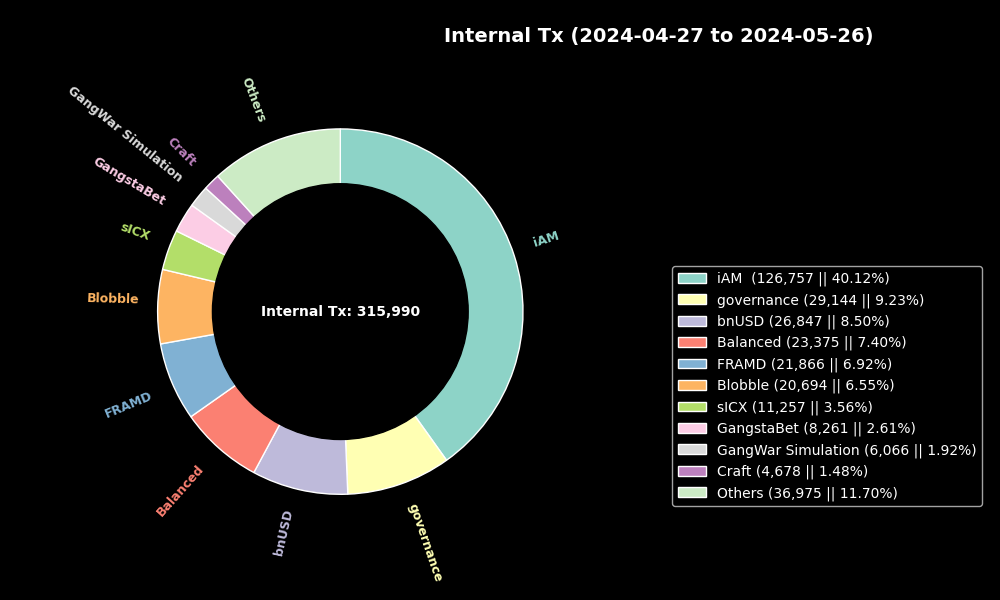 Internal Tx (2024-04-27 to 2024-05-26)
Others
GangWar Simulation
Craft
GangstaBet
sICX
iAM
Blobble
Internal Tx: 315,990
FRAMD
Balanced
bnUSD
governance
iAM  (126,757 || 40.12%)
governance (29,144 || 9.23%)
bnUSD (26,847 || 8.50%)
Balanced (23,375 || 7.40%)
FRAMD (21,866 || 6.92%)
Blobble (20,694 || 6.55%)
sICX (11,257 || 3.56%)
GangstaBet (8,261 || 2.61%)
GangWar Simulation (6,066 || 1.92%)
Craft (4,678 || 1.48%)
Others (36,975 || 11.70%)